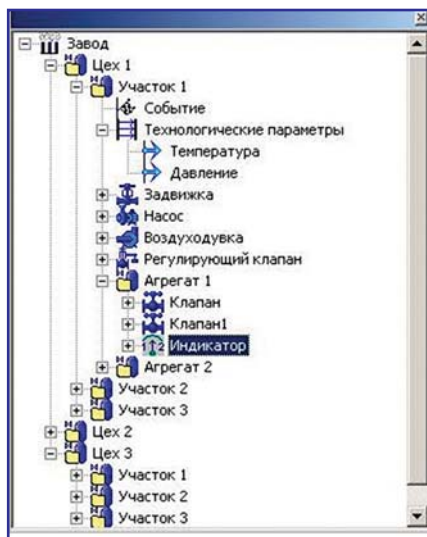 Завод
Цех 1
Участок 1
Событие
Технологические параметры
Температура
Давление
Задвижка
Насос
Воздуходувка
Регулирующий клапан
Агрегат 1
Клапан
Клапан1
Индикатор
Агрегат 2
Участок 2
Участок 3
Цех 2
Цех 3
Участок 1
Участок 2
Участок 3